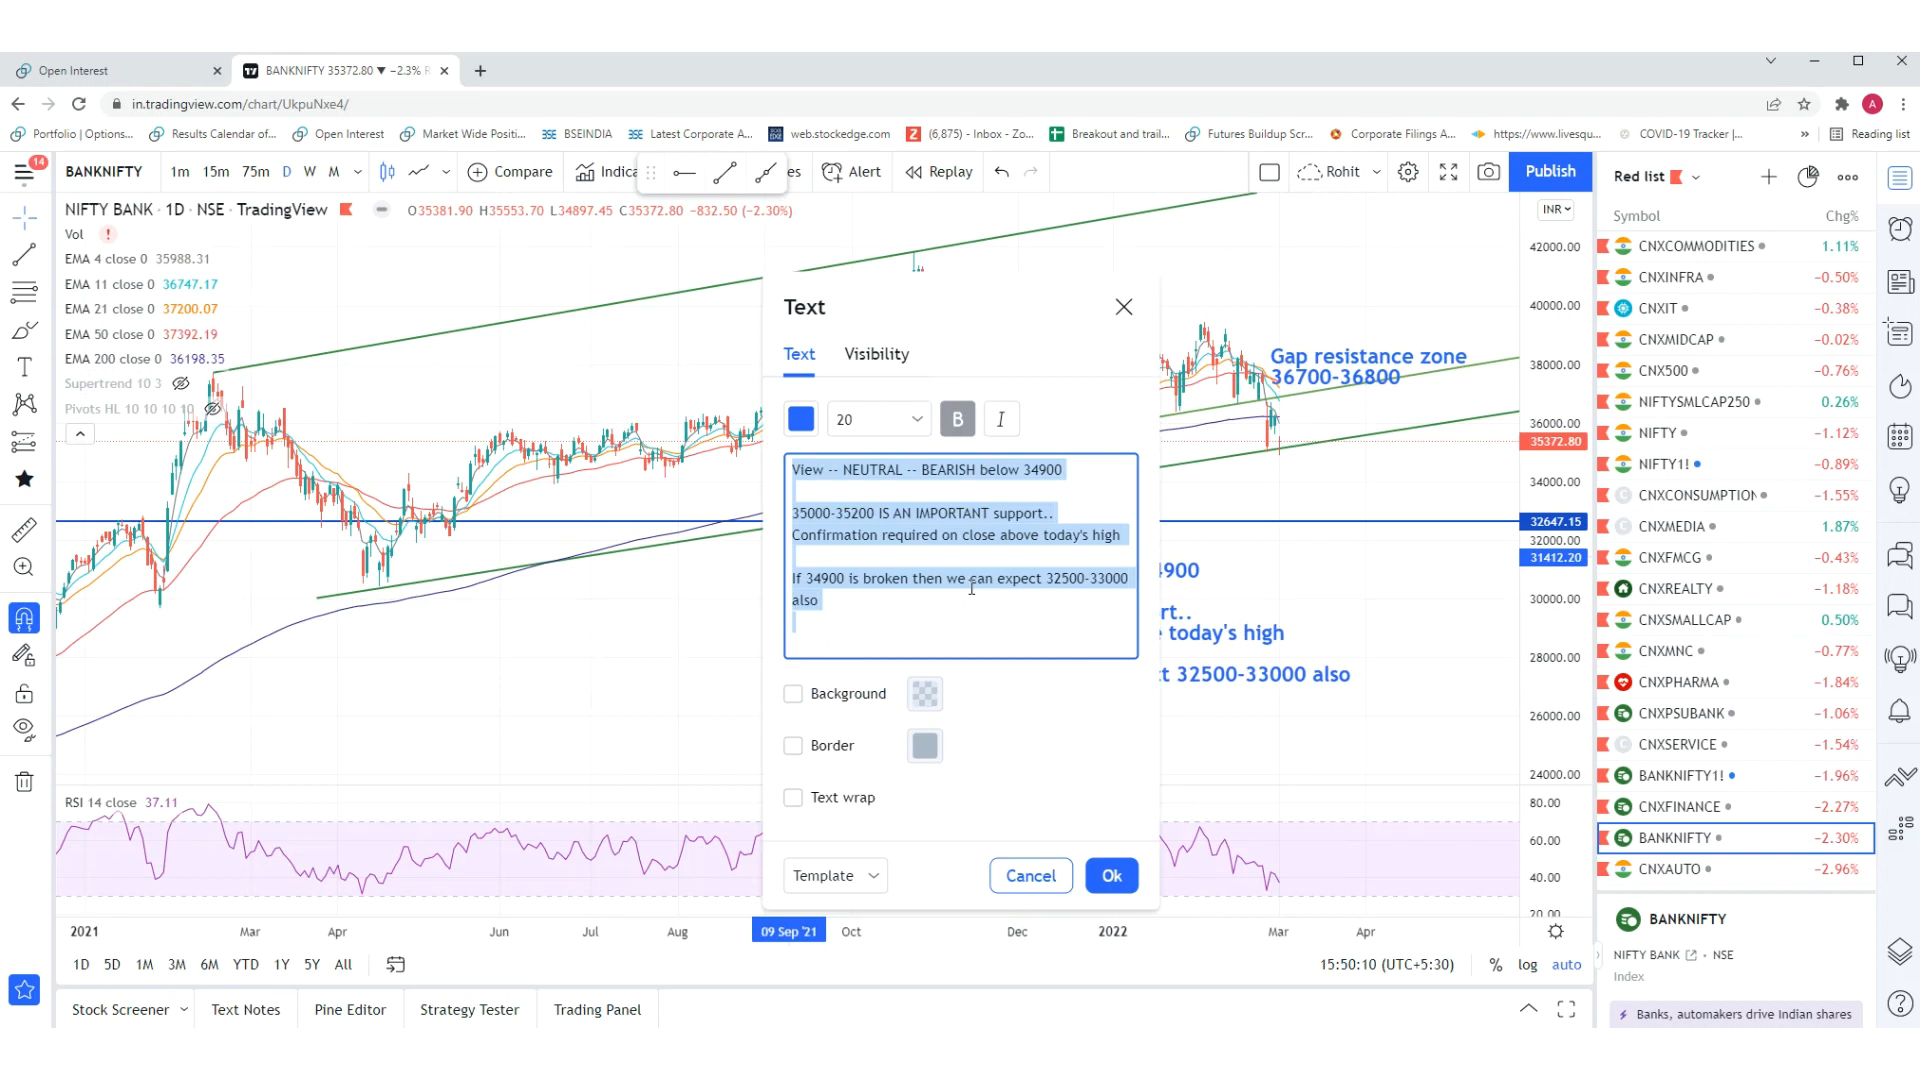 Open Interest
BANKNIFTY 35372.80 ▼ −2.3%
in.tradingview.com/chart/UkpuNxe4/
A
Portfolio | Options...
Results Calendar of...
Open Interest
Market Wide Positi...
BSEINDIA
Latest Corporate A...
web.stockedge.com
(6,875) - Inbox - Zo...
Breakout and trail...
Futures Buildup Scr...
Corporate Filings A...
https://www.livesqu...
COVID-19 Tracker |...
Reading list
14
BANKNIFTY
1m 15m 75m D W M
Compare
Indica
es
Alert
Replay
Rohit
Publish
NIFTY BANK · 1D · NSE · TradingView
O35381.90 H35553.70 L34897.45 C35372.80 −832.50 (−2.30%)
Vol
EMA 4 close 0 35988.31
EMA 11 close 0 36747.17
EMA 21 close 0 37200.07
EMA 50 close 0 37392.19
EMA 200 close 0 36198.35
Supertrend 10 3
Pivots HL 10 10 10 10
Gap resistance zone
36700-36800
4900
rt..
today's high
t 32500-33000 also
Text
Text Visibility
20
B I
View -- NEUTRAL -- BEARISH below 34900
35000-35200 IS AN IMPORTANT support..
Confirmation required on close above today's high
If 34900 is broken then we can expect 32500-33000
also
Background
Border
Text wrap
Template
Cancel
Ok
INR
42000.00
40000.00
38000.00
36000.00
35372.80
34000.00
32647.15
32000.00
31412.20
30000.00
28000.00
26000.00
24000.00
RSI 14 close 37.11
80.00
60.00
40.00
20.00
2021 Mar Apr Jun Jul Aug 09 Sep '21 Oct Dec 2022 Mar Apr
1D 5D 1M 3M 6M YTD 1Y 5Y All
15:50:10 (UTC+5:30)
% log auto
Stock Screener
Text Notes
Pine Editor
Strategy Tester
Trading Panel
Red list
Symbol Chg%
CNXCOMMODITIES 1.11%
CNXINFRA −0.50%
CNXIT −0.38%
CNXMIDCAP −0.02%
CNX500 −0.76%
NIFTYSMLCAP250 0.26%
NIFTY −1.12%
NIFTY1! −0.89%
CNXCONSUMPTION −1.55%
CNXMEDIA 1.87%
CNXFMCG −0.43%
CNXREALTY −1.18%
CNXSMALLCAP 0.50%
CNXMNC −0.77%
CNXPHARMA −1.84%
CNXPSUBANK −1.06%
CNXSERVICE −1.54%
BANKNIFTY1! −1.96%
CNXFINANCE −2.27%
BANKNIFTY −2.30%
CNXAUTO −2.96%
BANKNIFTY
NIFTY BANK · NSE
Index
Banks, automakers drive Indian shares